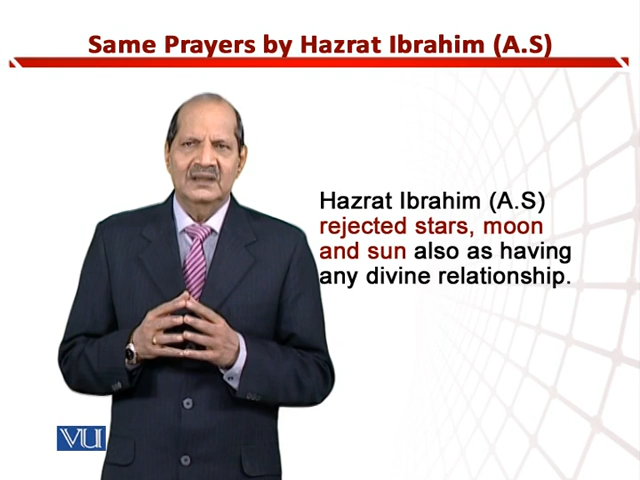 Same Prayers by Hazrat Ibrahim (A.S)
Hazrat Ibrahim (A.S)
rejected stars, moon
and sun also as having
any divine relationship.
VU